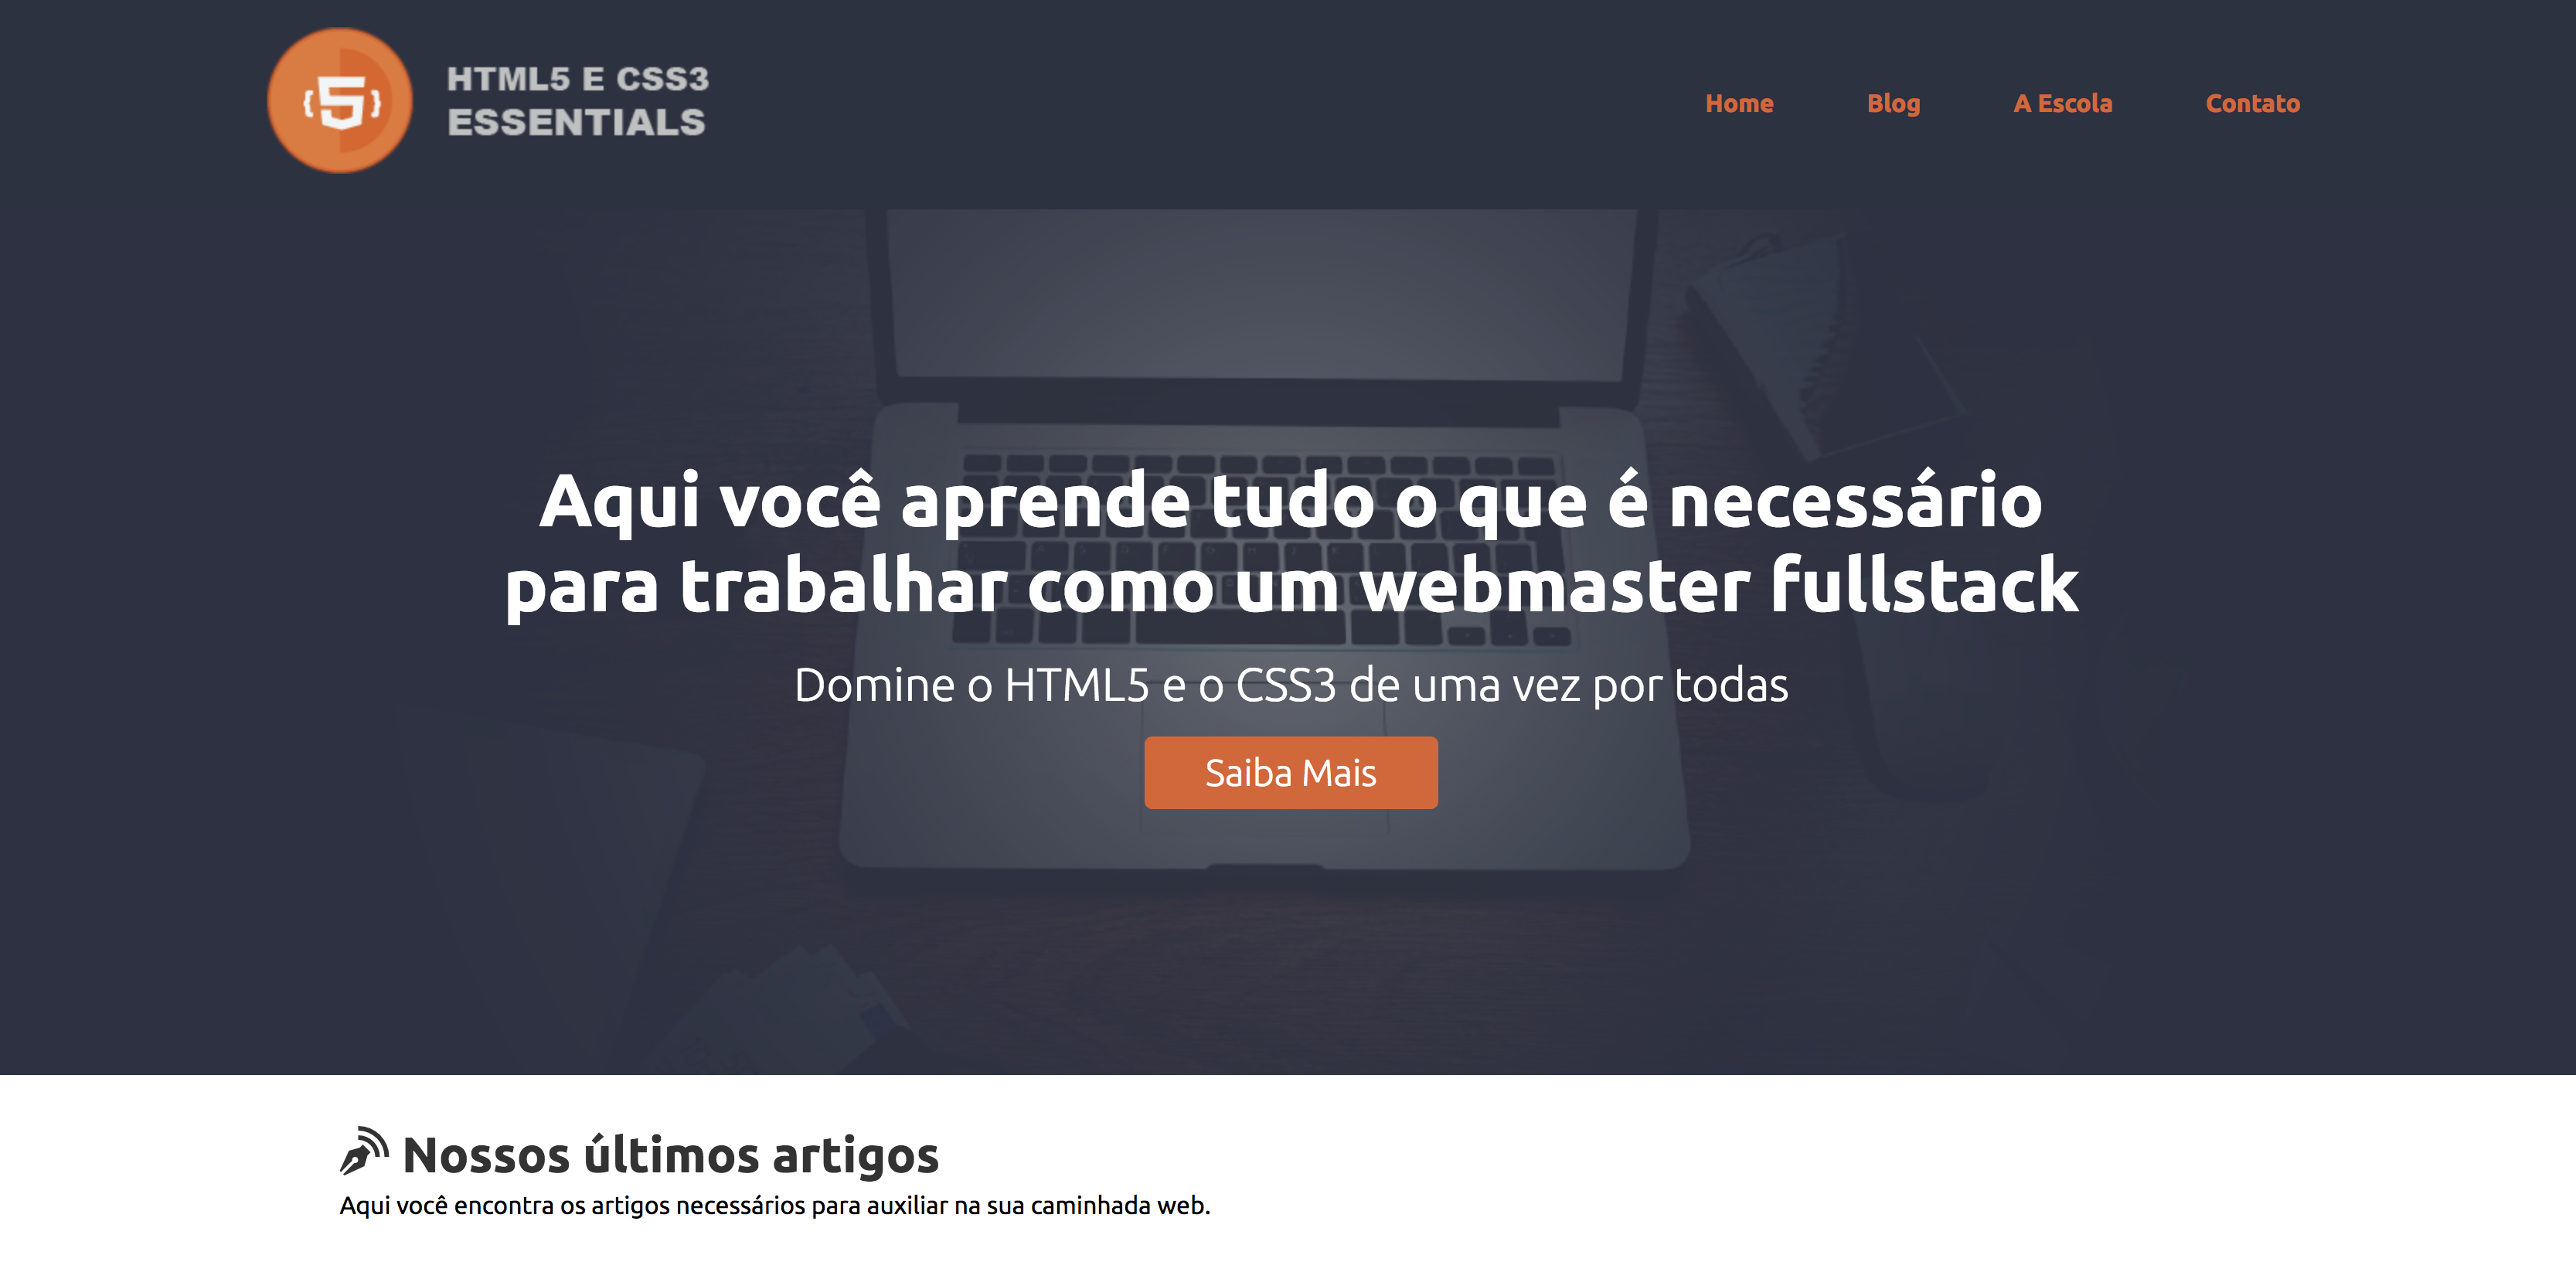 HTML5 E CSS3
ESSENTIALS
Home
Blog
A Escola
Contato
Aqui você aprende tudo o que é necessário
para trabalhar como um webmaster fullstack
Domine o HTML5 e o CSS3 de uma vez por todas
Saiba Mais
Nossos últimos artigos
Aqui você encontra os artigos necessários para auxiliar na sua caminhada web.